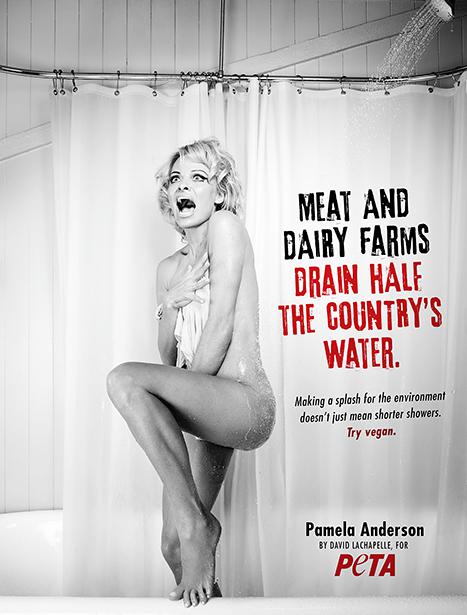 MEAT AND
DAIRY FARMS
DRAIN HALF
THE COUNTRY'S
WATER.
Making a splash for the environment
doesn't just mean shorter showers.
Try vegan.
Pamela Anderson
BY DAVID LACHAPELLE, FOR
PeTA